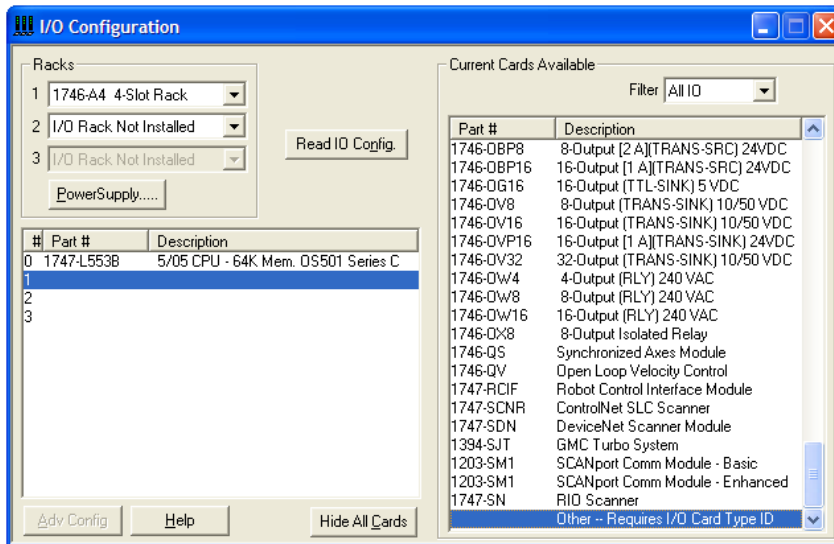 I/O Configuration
Racks
1 1746-A4 4-Slot Rack
2 I/O Rack Not Installed
3 I/O Rack Not Installed
PowerSupply.....
Read IO Config.
# Part # Description
0 1747-L553B 5/05 CPU - 64K Mem. OS501 Series C
1
2
3
Adv Config Help Hide All Cards
Current Cards Available
Filter All IO
Part # Description
1746-OBP8 8-Output [2 A](TRANS-SRC) 24VDC
1746-OBP16 16-Output [1 A](TRANS-SRC) 24VDC
1746-OG16 16-Output (TTL-SINK) 5 VDC
1746-OV8 8-Output (TRANS-SINK) 10/50 VDC
1746-OV16 16-Output (TRANS-SINK) 10/50 VDC
1746-OVP16 16-Output [1 A](TRANS-SINK) 24VDC
1746-OV32 32-Output (TRANS-SINK) 10/50 VDC
1746-OW4 4-Output (RLY) 240 VAC
1746-OW8 8-Output (RLY) 240 VAC
1746-OW16 16-Output (RLY) 240 VAC
1746-OX8 8-Output Isolated Relay
1746-QS Synchronized Axes Module
1746-QV Open Loop Velocity Control
1747-RCIF Robot Control Interface Module
1747-SCNR ControlNet SLC Scanner
1747-SDN DeviceNet Scanner Module
1394-SJT GMC Turbo System
1203-SM1 SCANport Comm Module - Basic
1203-SM1 SCANport Comm Module - Enhanced
1747-SN RIO Scanner
Other -- Requires I/O Card Type ID